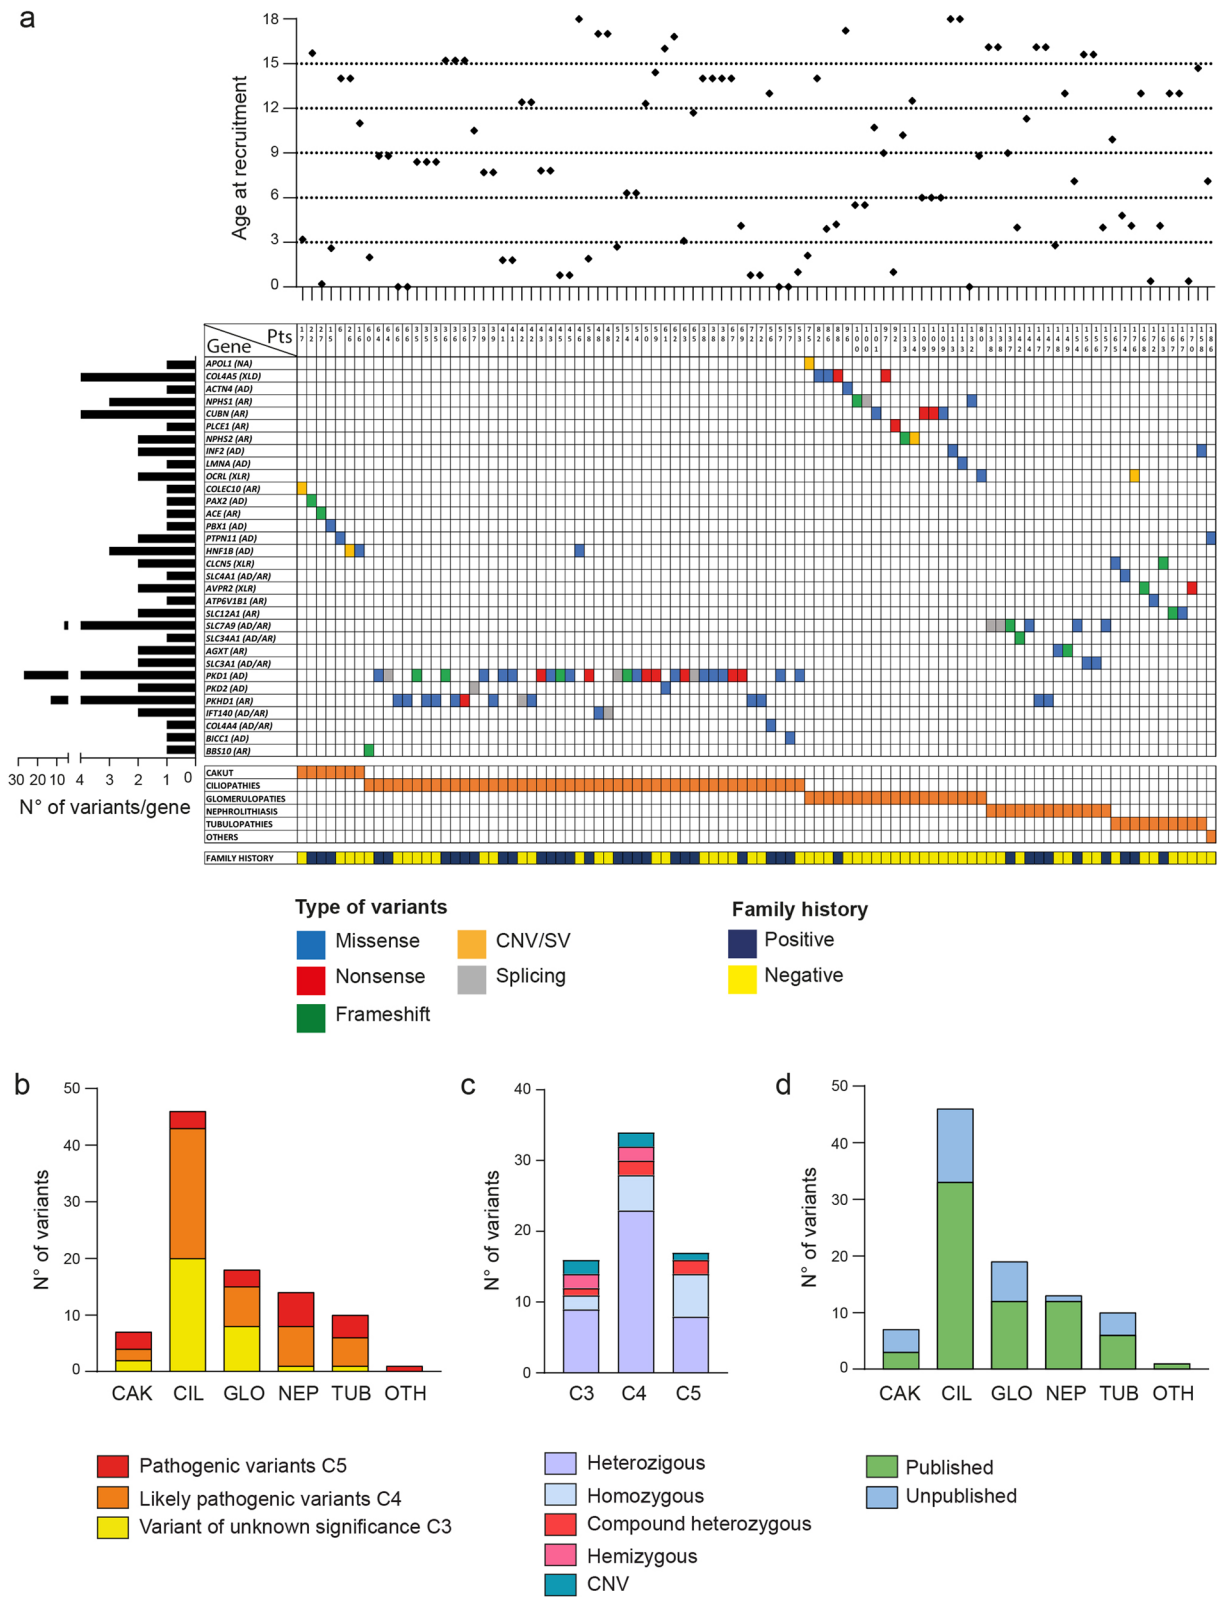 a
18
15
12
9
6
3
0
Age at recruitment
Pts
Gene
APOL1 (NA)
COL4A5 (XLD)
ACTN4 (AD)
NPHS1 (AR)
CUBN (AR)
PLCE1 (AR)
NPHS2 (AR)
INF2 (AD)
LMNA (AD)
OCRL (XLR)
COLEC10 (AR)
PAX2 (AD)
ACE (AR)
PBX1 (AD)
PTPN11 (AD)
HNF1B (AD)
CLCN5 (XLR)
SLC4A1 (AD/AR)
AVPR2 (XLR)
ATP6V1B1 (AR)
SLC12A1 (AR)
SLC7A9 (AD/AR)
SLC34A1 (AD/AR)
AGXT (AR)
SLC3A1 (AD/AR)
PKD1 (AD)
PKD2 (AD)
PKHD1 (AR)
IFT140 (AD/AR)
COL4A4 (AD/AR)
BICC1 (AD)
BBS10 (AR)
30 20 10 4 3 2 1 0
N° of variants/gene
CAKUT
CILIOPATHIES
GLOMERULOPATIES
NEPHROLITHIASIS
TUBULOPATHIES
OTHERS
FAMILY HISTORY
Type of variants
Missense
Nonsense
Frameshift
CNV/SV
Splicing
Family history
Positive
Negative
b
50
40
30
20
10
0
N° of variants
CAK CIL GLO NEP TUB OTH
Pathogenic variants C5
Likely pathogenic variants C4
Variant of unknown significance C3
c
40
30
20
10
0
N° of variants
C3 C4 C5
Heterozigous
Homozygous
Compound heterozygous
Hemizygous
CNV
d
50
40
30
20
10
0
N° of variants
CAK CIL GLO NEP TUB OTH
Published
Unpublished